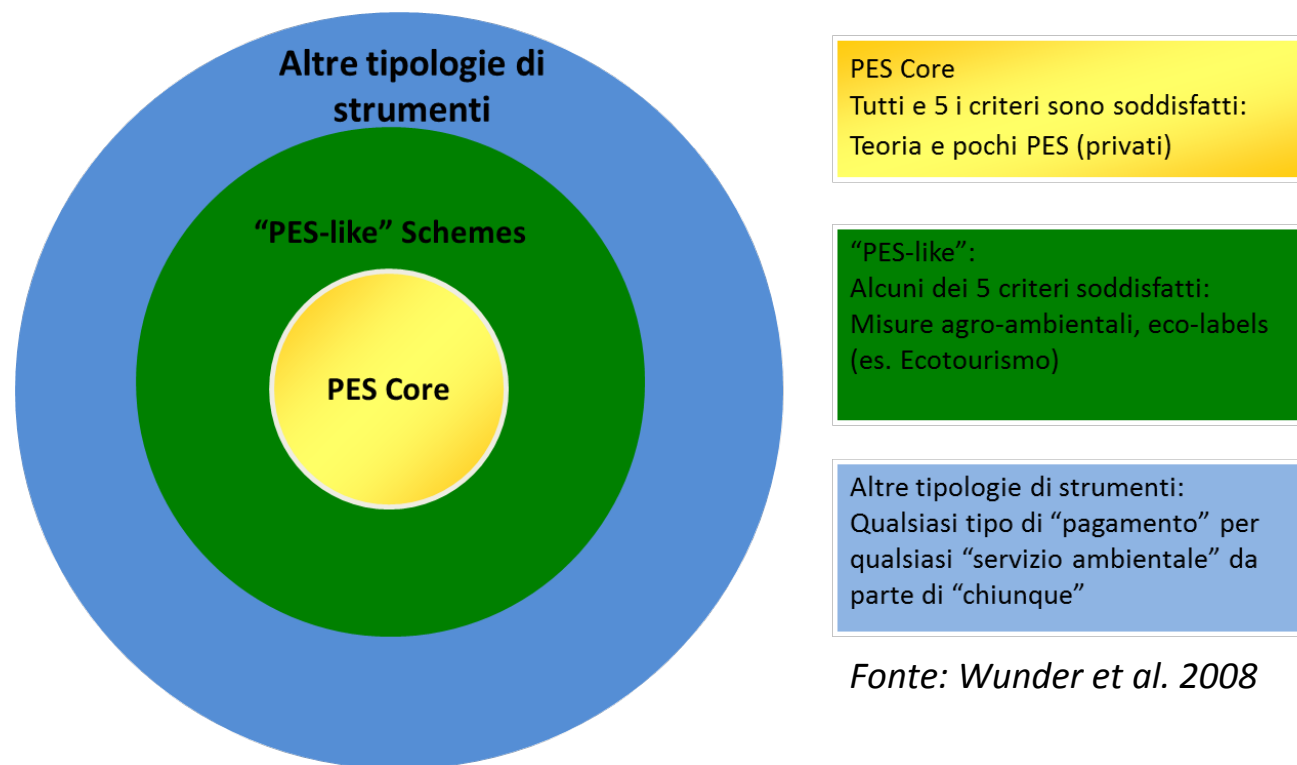 Altre tipologie di
strumenti
“PES-like” Schemes
PES Core
PES Core
Tutti e 5 i criteri sono soddisfatti:
Teoria e pochi PES (privati)
“PES-like”:
Alcuni dei 5 criteri soddisfatti:
Misure agro-ambientali, eco-labels
(es. Ecotourismo)
Altre tipologie di strumenti:
Qualsiasi tipo di “pagamento” per
qualsiasi “servizio ambientale” da
parte di “chiunque”
Fonte: Wunder et al. 2008